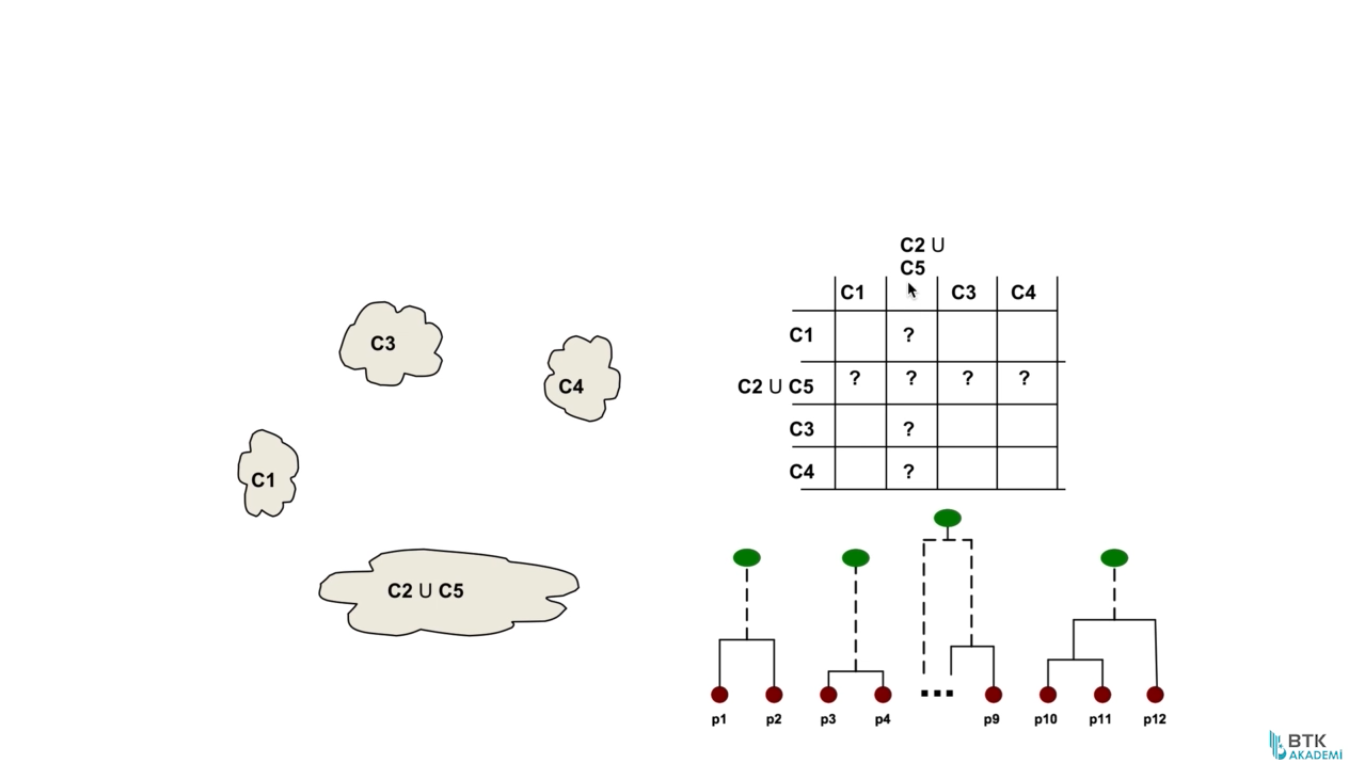 C3
C4
C1
C2 U C5
C2 U
C5
C1 C3 C4
C1 ?
C2 U C5 ? ? ? ?
C3 ?
C4 ?
p1 p2 p3 p4 p9 p10 p11 p12
BTK
AKADEMİ